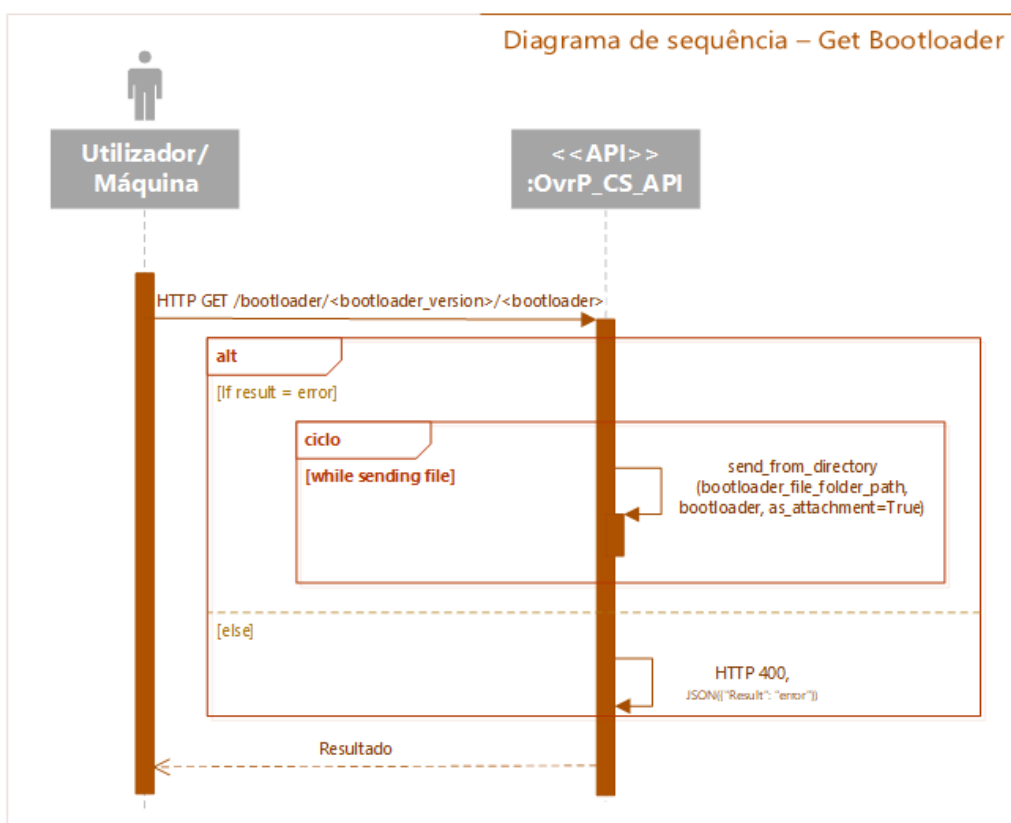 Diagrama de sequência – Get Bootloader
Utilizador/
Máquina
<<API>>
:OvrP_CS_API
HTTP GET /bootloader/<bootloader_version>/<bootloader>
alt
[If result = error]
ciclo
[while sending file]
send_from_directory
(bootloader_file_folder_path,
bootloader, as_attachment=True)
[else]
HTTP 400,
JSON({"Result": "error"})
Resultado